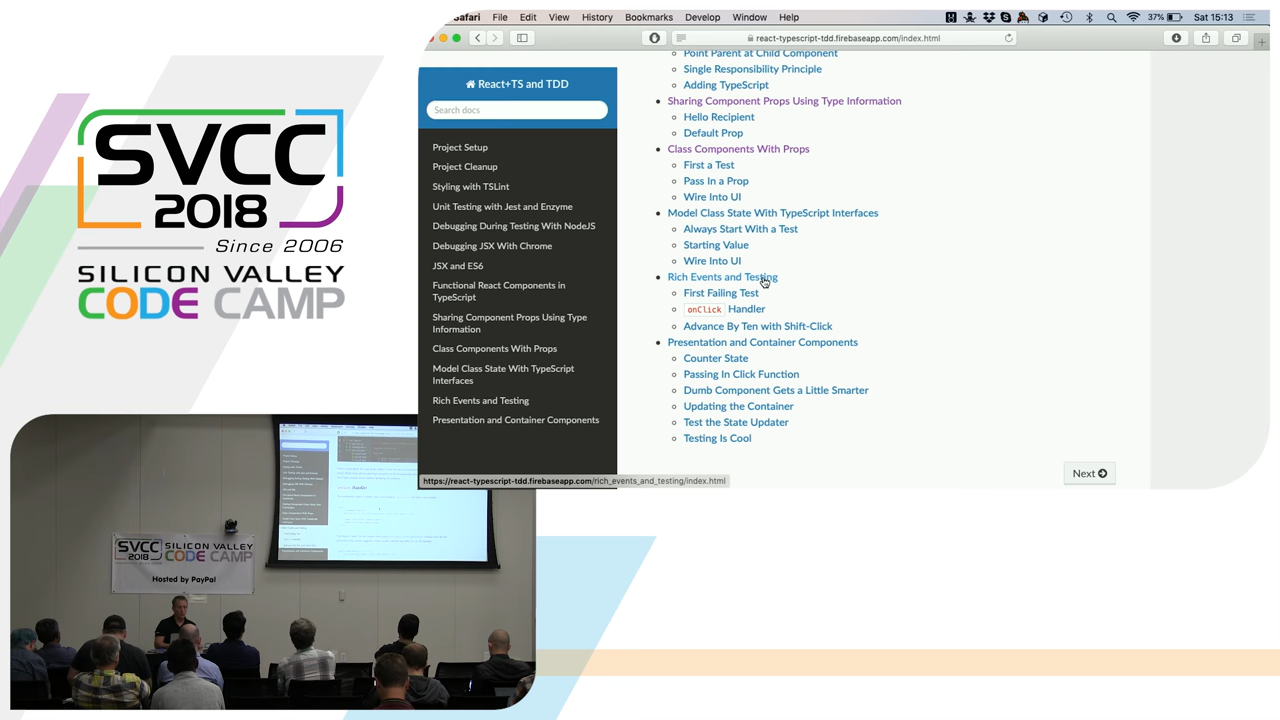 SVCC
2018
Since 2006
SILICON VALLEY
CODE CAMP
Safari File Edit View History Bookmarks Develop Window Help 37% Sat 15:13
react-typescript-tdd.firebaseapp.com/index.html
React+TS and TDD
Search docs
Project Setup
Project Cleanup
Styling with TSLint
Unit Testing with Jest and Enzyme
Debugging During Testing With NodeJS
Debugging JSX With Chrome
JSX and ES6
Functional React Components in
TypeScript
Sharing Component Props Using Type
Information
Class Components With Props
Model Class State With TypeScript
Interfaces
Rich Events and Testing
Presentation and Container Components
Point Parent at Child Component
Single Responsibility Principle
Adding TypeScript
Sharing Component Props Using Type Information
Hello Recipient
Default Prop
Class Components With Props
First a Test
Pass In a Prop
Wire Into UI
Model Class State With TypeScript Interfaces
Always Start With a Test
Starting Value
Wire Into UI
Rich Events and Testing
First Failing Test
onClick Handler
Advance By Ten with Shift-Click
Presentation and Container Components
Counter State
Passing In Click Function
Dumb Component Gets a Little Smarter
Updating the Container
Test the State Updater
Testing Is Cool
Next
https://react-typescript-tdd.firebaseapp.com/rich_events_and_testing/index.html
SVCC
2018
SILICON VALLEY
CODE CAMP
Hosted by PayPal